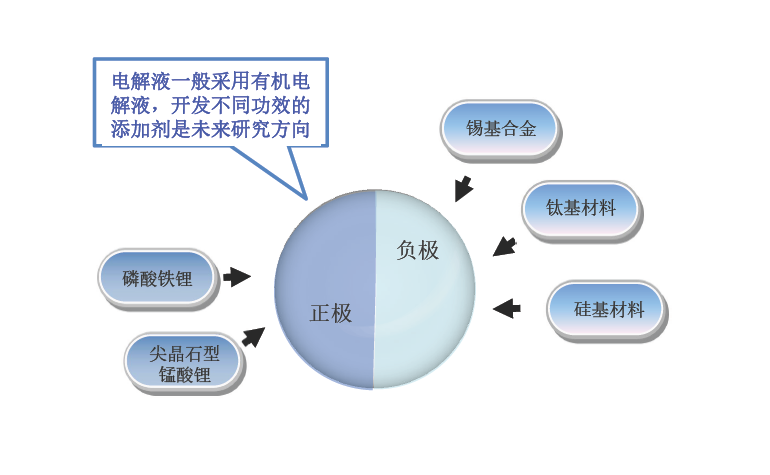 电解液一般采用有机电
解液，开发不同功效的
添加剂是未来研究方向
锡基合金
钛基材料
负极
磷酸铁锂
正极
硅基材料
尖晶石型
锰酸锂